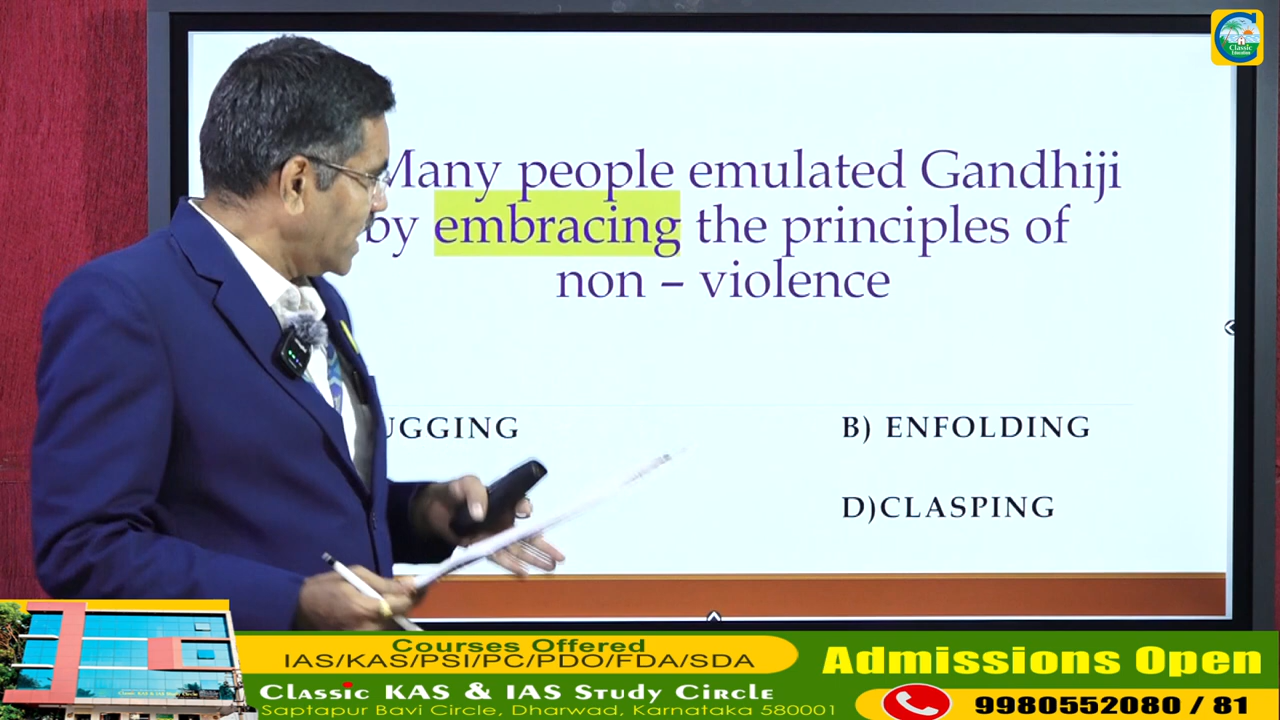 Many people emulated Gandhiji
by embracing the principles of
non – violence
UGGING
B) ENFOLDING
D)CLASPING
Classic
Education
Courses Offered
IAS/KAS/PSI/PC/PDO/FDA/SDA
Classic KAS & IAS Study Circle
Saptapur Bavi Circle, Dharwad, Karnataka 580001
Admissions Open
9980552080 / 81